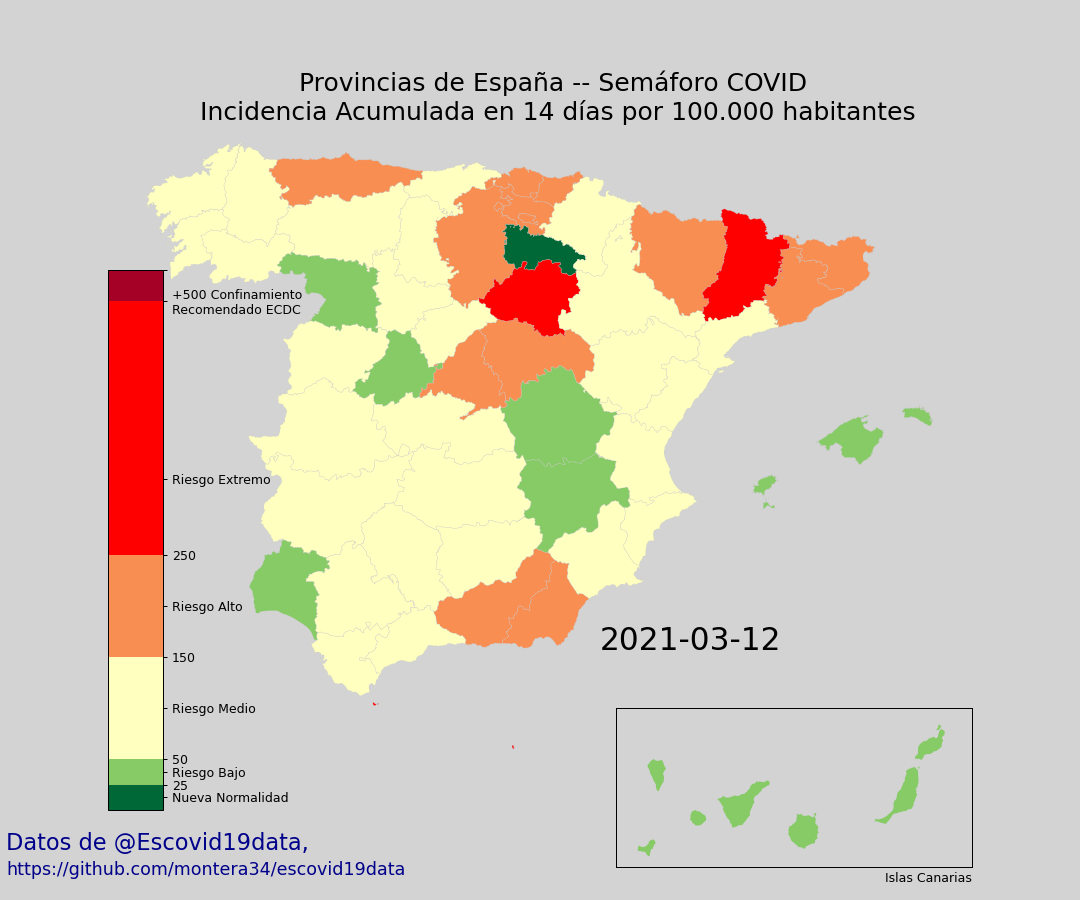 Provincias de España -- Semáforo COVID
Incidencia Acumulada en 14 días por 100.000 habitantes
+500 Confinamiento
Recomendado ECDC
Riesgo Extremo
250
Riesgo Alto
150
Riesgo Medio
50
Riesgo Bajo
25
Nueva Normalidad
2021-03-12
Islas Canarias
Datos de @Escovid19data,
https://github.com/montera34/escovid19data